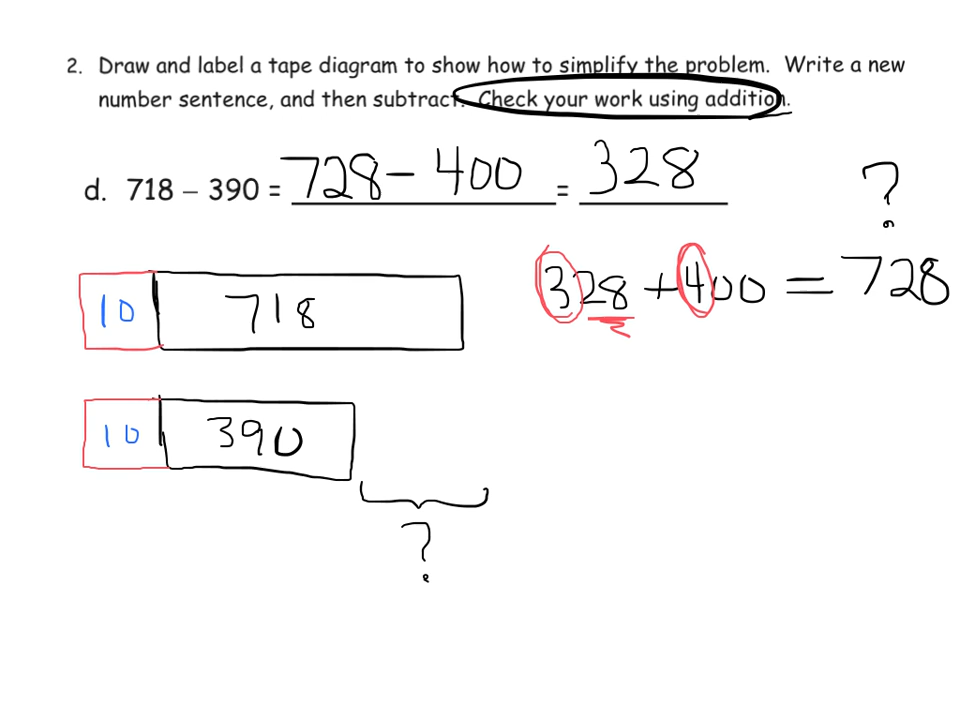 2. Draw and label a tape diagram to show how to simplify the problem. Write a new
number sentence, and then subtract. Check your work using addition.
d. 718 – 390 = 728 – 400 = 328
?
328 + 400 = 728
10 718
10 390
?